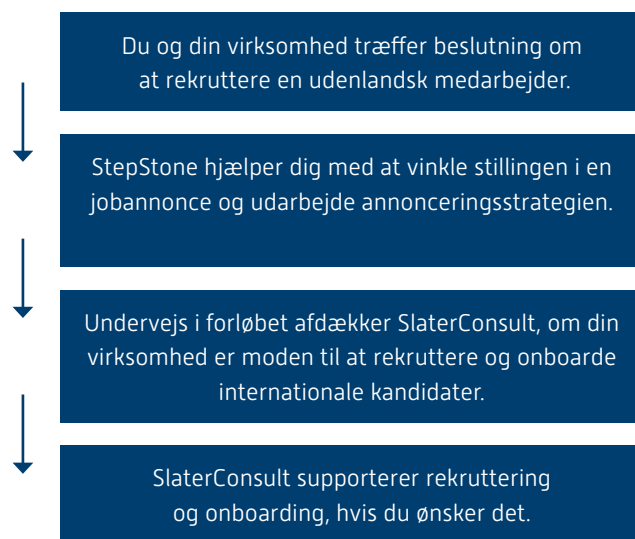 Du og din virksomhed træffer beslutning om
at rekruttere en udenlandsk medarbejder.
StepStone hjælper dig med at vinkle stillingen i en
jobannonce og udarbejde annonceringsstrategien.
Undervejs i forløbet afdækker SlaterConsult, om din
virksomhed er moden til at rekruttere og onboarde
internationale kandidater.
SlaterConsult supporterer rekruttering
og onboarding, hvis du ønsker det.